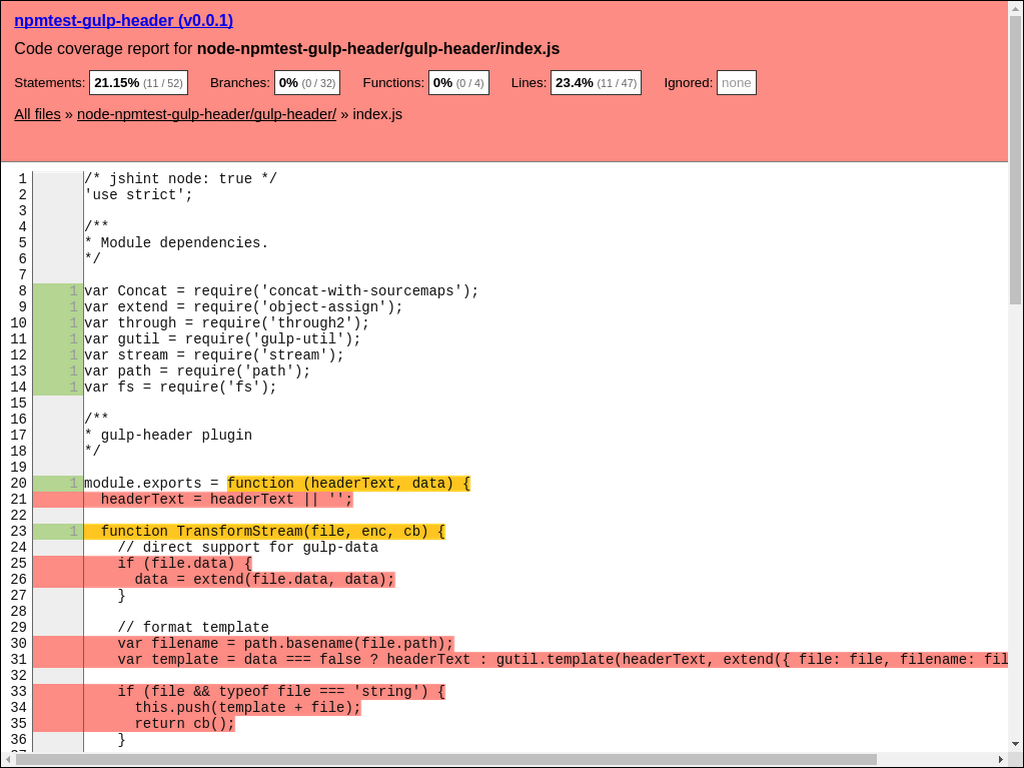 npmtest-gulp-header (v0.0.1)
Code coverage report for node-npmtest-gulp-header/gulp-header/index.js
Statements: 21.15% (11 / 52) Branches: 0% (0 / 32) Functions: 0% (0 / 4) Lines: 23.4% (11 / 47) Ignored: none
All files » node-npmtest-gulp-header/gulp-header/ » index.js
1 /* jshint node: true */
2 'use strict';
3
4 /**
5 * Module dependencies.
6 */
7
8 1 var Concat = require('concat-with-sourcemaps');
9 1 var extend = require('object-assign');
10 1 var through = require('through2');
11 1 var gutil = require('gulp-util');
12 1 var stream = require('stream');
13 1 var path = require('path');
14 1 var fs = require('fs');
15
16 /**
17 * gulp-header plugin
18 */
19
20 1 module.exports = function (headerText, data) {
21 headerText = headerText || '';
22
23 1 function TransformStream(file, enc, cb) {
24 // direct support for gulp-data
25 if (file.data) {
26 data = extend(file.data, data);
27 }
28
29 // format template
30 var filename = path.basename(file.path);
31 var template = data === false ? headerText : gutil.template(headerText, extend({ file: file, filename: fil
32
33 if (file && typeof file === 'string') {
34 this.push(template + file);
35 return cb();
36 }